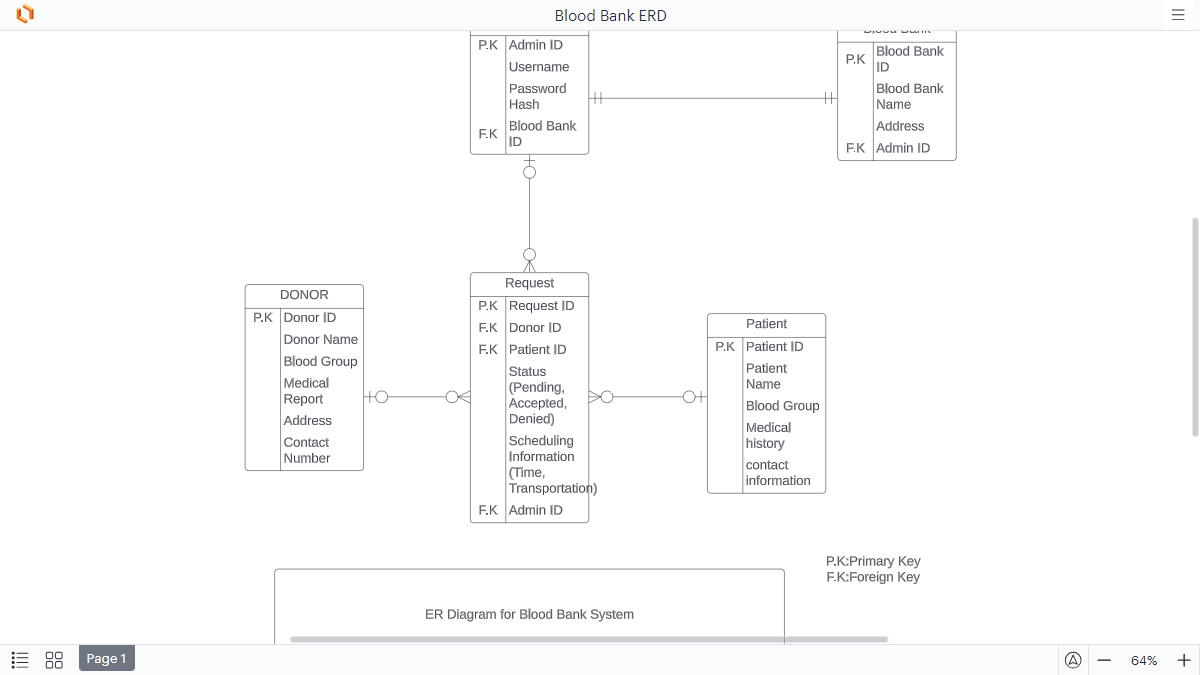 Blood Bank ERD
P.K Admin ID
Username
Password
Hash
F.K Blood Bank
ID
Blood Bank
P.K Blood Bank
ID
Blood Bank
Name
Address
F.K Admin ID
DONOR
P.K Donor ID
Donor Name
Blood Group
Medical
Report
Address
Contact
Number
Request
P.K Request ID
F.K Donor ID
F.K Patient ID
Status
(Pending,
Accepted,
Denied)
Scheduling
Information
(Time,
Transportation)
F.K Admin ID
Patient
P.K Patient ID
Patient
Name
Blood Group
Medical
history
contact
information
P.K:Primary Key
F.K:Foreign Key
ER Diagram for Blood Bank System
Page 1
64%